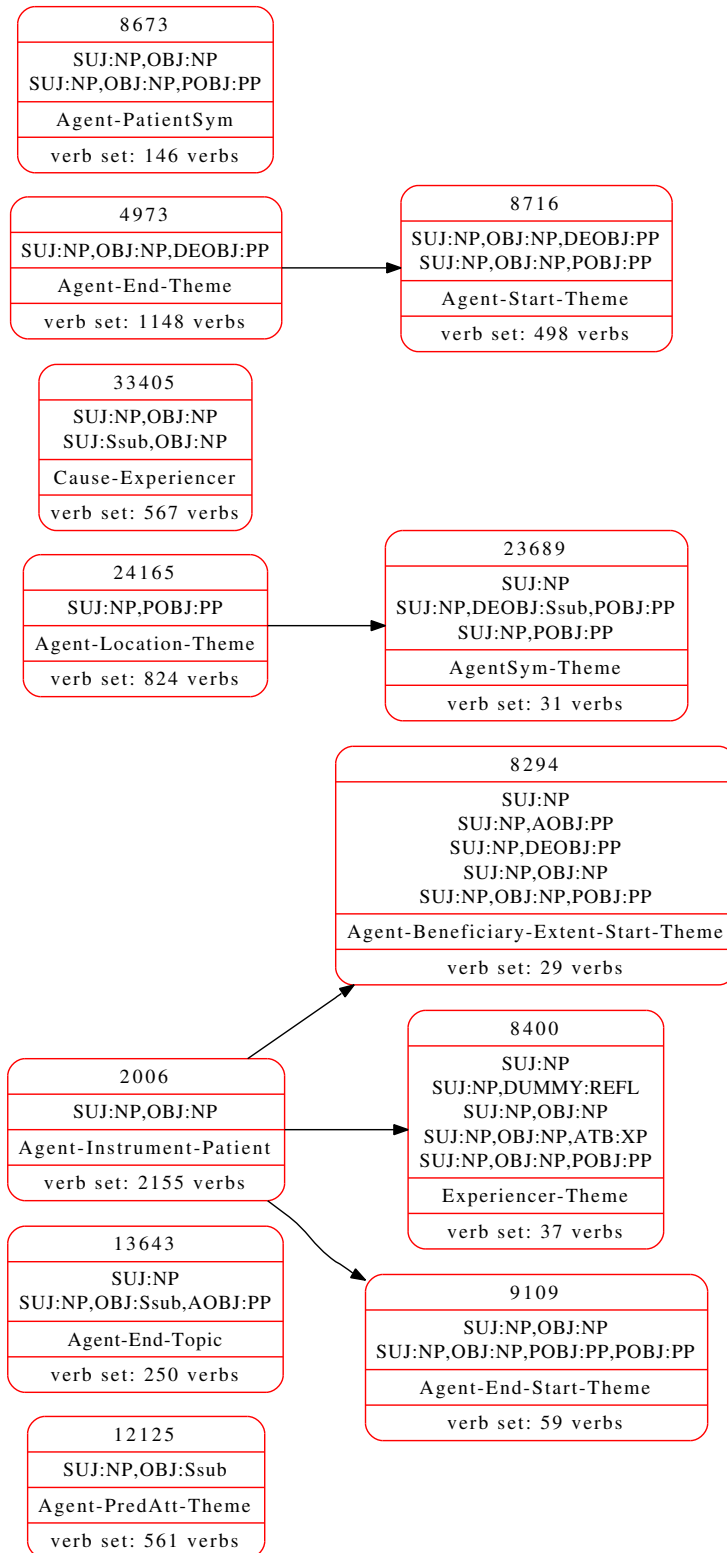 8673
SUJ:NP,OBJ:NP
SUJ:NP,OBJ:NP,POBJ:PP
Agent-PatientSym
verb set: 146 verbs
4973
SUJ:NP,OBJ:NP,DEOBJ:PP
Agent-End-Theme
verb set: 1148 verbs
8716
SUJ:NP,OBJ:NP,DEOBJ:PP
SUJ:NP,OBJ:NP,POBJ:PP
Agent-Start-Theme
verb set: 498 verbs
33405
SUJ:NP,OBJ:NP
SUJ:Ssub,OBJ:NP
Cause-Experiencer
verb set: 567 verbs
24165
SUJ:NP,POBJ:PP
Agent-Location-Theme
verb set: 824 verbs
23689
SUJ:NP
SUJ:NP,DEOBJ:Ssub,POBJ:PP
SUJ:NP,POBJ:PP
AgentSym-Theme
verb set: 31 verbs
8294
SUJ:NP
SUJ:NP,AOBJ:PP
SUJ:NP,DEOBJ:PP
SUJ:NP,OBJ:NP
SUJ:NP,OBJ:NP,POBJ:PP
Agent-Beneficiary-Extent-Start-Theme
verb set: 29 verbs
2006
SUJ:NP,OBJ:NP
Agent-Instrument-Patient
verb set: 2155 verbs
8400
SUJ:NP
SUJ:NP,DUMMY:REFL
SUJ:NP,OBJ:NP
SUJ:NP,OBJ:NP,ATB:XP
SUJ:NP,OBJ:NP,POBJ:PP
Experiencer-Theme
verb set: 37 verbs
13643
SUJ:NP
SUJ:NP,OBJ:Ssub,AOBJ:PP
Agent-End-Topic
verb set: 250 verbs
9109
SUJ:NP,OBJ:NP
SUJ:NP,OBJ:NP,POBJ:PP,POBJ:PP
Agent-End-Start-Theme
verb set: 59 verbs
12125
SUJ:NP,OBJ:Ssub
Agent-PredAtt-Theme
verb set: 561 verbs